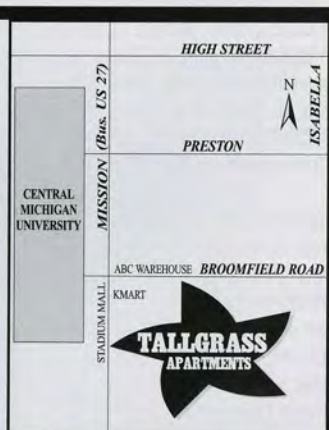 HIGH STREET
N
ISABELLA
MISSION (Bus. US 27)
PRESTON
CENTRAL
MICHIGAN
UNIVERSITY
ABC WAREHOUSE BROOMFIELD ROAD
STADIUM MALL
KMART
TALLGRASS
APARTMENTS